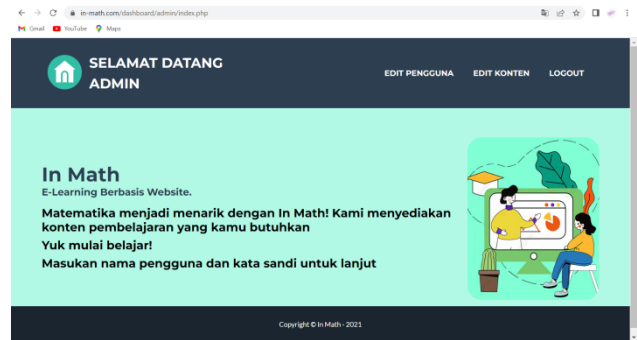 in-math.com/dashboard/admin/index.php
Gmail YouTube Maps
SELAMAT DATANG
ADMIN
EDIT PENGGUNA EDIT KONTEN LOGOUT
In Math
E-Learning Berbasis Website.
Matematika menjadi menarik dengan In Math! Kami menyediakan
konten pembelajaran yang kamu butuhkan
Yuk mulai belajar!
Masukan nama pengguna dan kata sandi untuk lanjut
Copyright © In Math - 2021